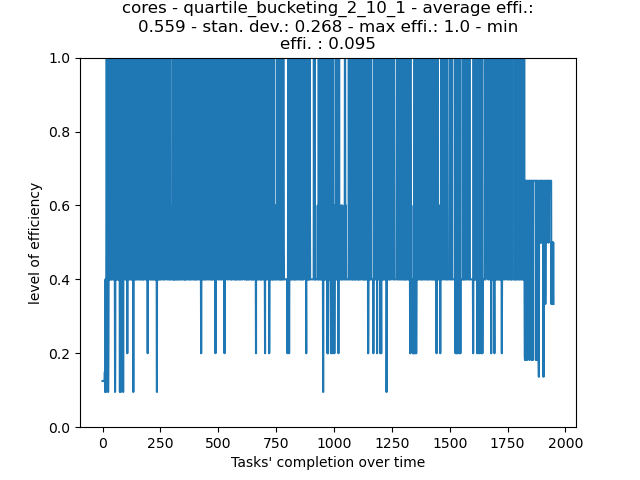 cores - quartile_bucketing_2_10_1 - average effi.:
0.559 - stan. dev.: 0.268 - max effi.: 1.0 - min
effi. : 0.095
1.0
0.8
0.6
0.4
0.2
0.0
level of efficiency
0 250 500 750 1000 1250 1500 1750 2000
Tasks' completion over time